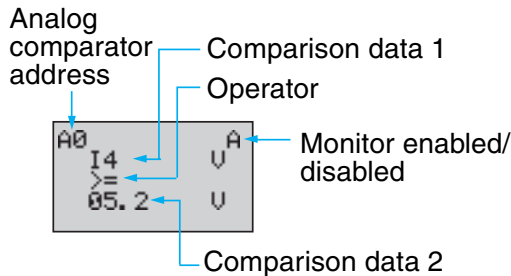 Analog
comparator
address
Comparison data 1
Operator
A0 A
I4 V
>=
05.2 V
Monitor enabled/
disabled
Comparison data 2